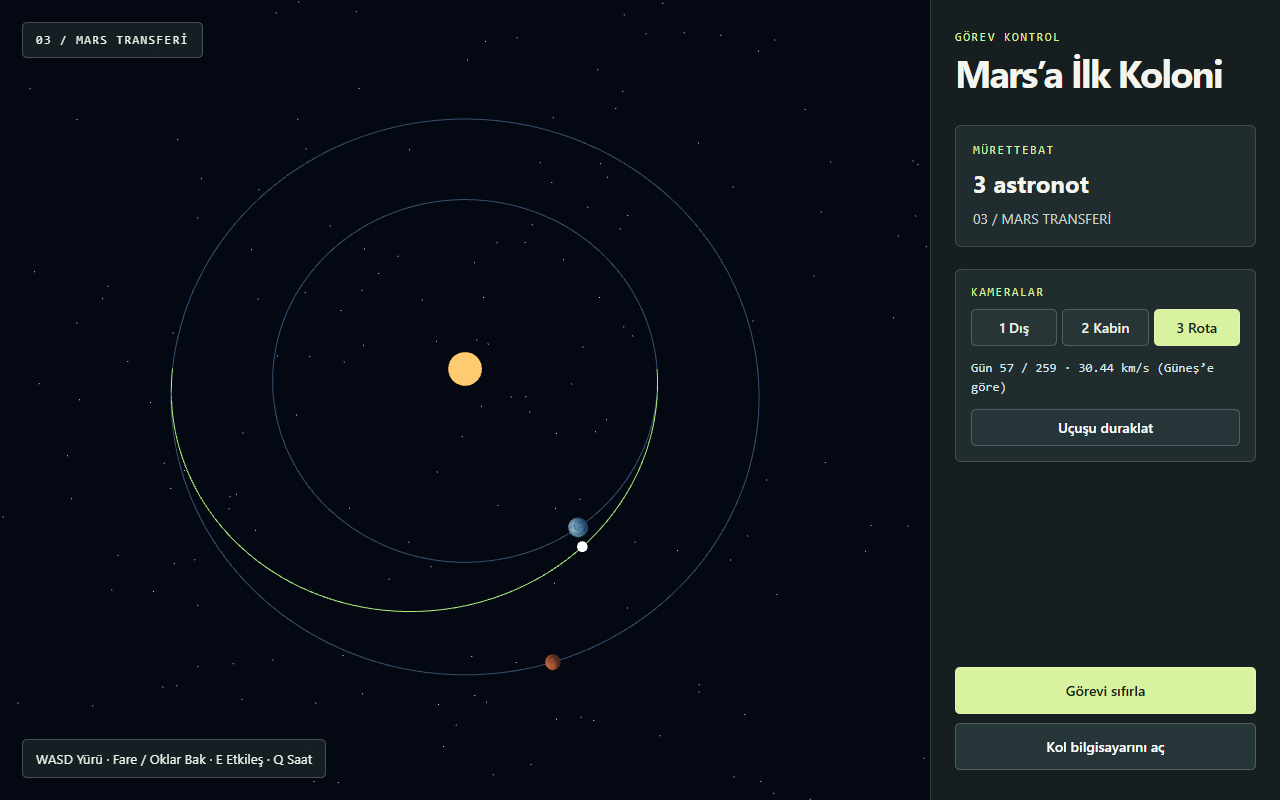 03 / MARS TRANSFERİ
GÖREV KONTROL
Mars’a İlk Koloni
MÜRETTEBAT
3 astronot
03 / MARS TRANSFERİ
KAMERALAR
1 Dış
2 Kabin
3 Rota
Gün 57 / 259 · 30.44 km/s (Güneş’e
göre)
Uçuşu duraklat
Görevi sıfırla
Kol bilgisayarını aç
WASD Yürü · Fare / Oklar Bak · E Etkileş · Q Saat